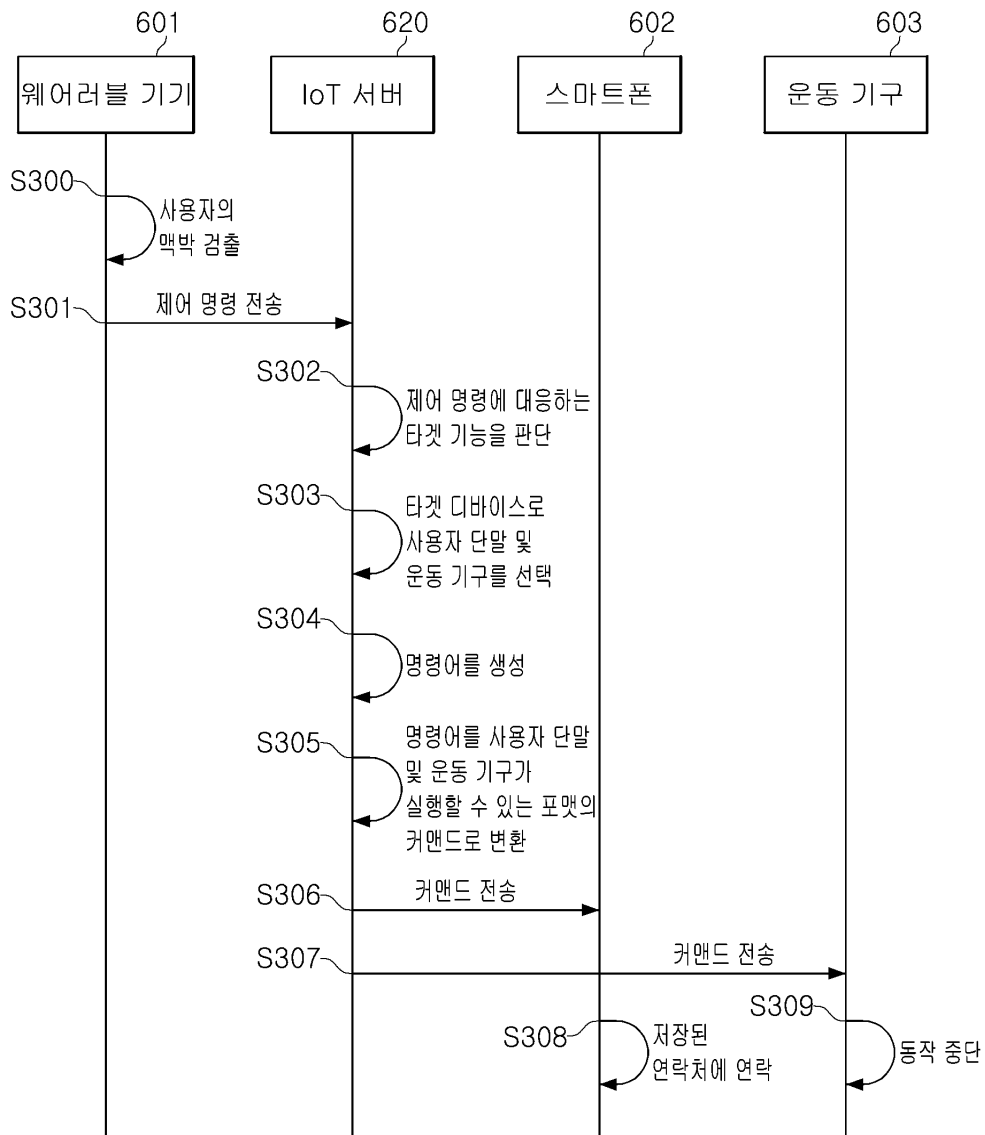 601
620
602
603
웨어러블 기기
IoT 서버
스마트폰
운동 기구
S300
사용자의
맥박 검출
S301
제어 명령 전송
S302
제어 명령에 대응하는
타겟 기능을 판단
S303
타겟 디바이스로
사용자 단말 및
운동 기구를 선택
S304
명령어를 생성
S305
명령어를 사용자 단말
및 운동 기구가
실행할 수 있는 포맷의
커맨드로 변환
S306
커맨드 전송
S307
커맨드 전송
S308
저장된
연락처에 연락
S309
동작 중단